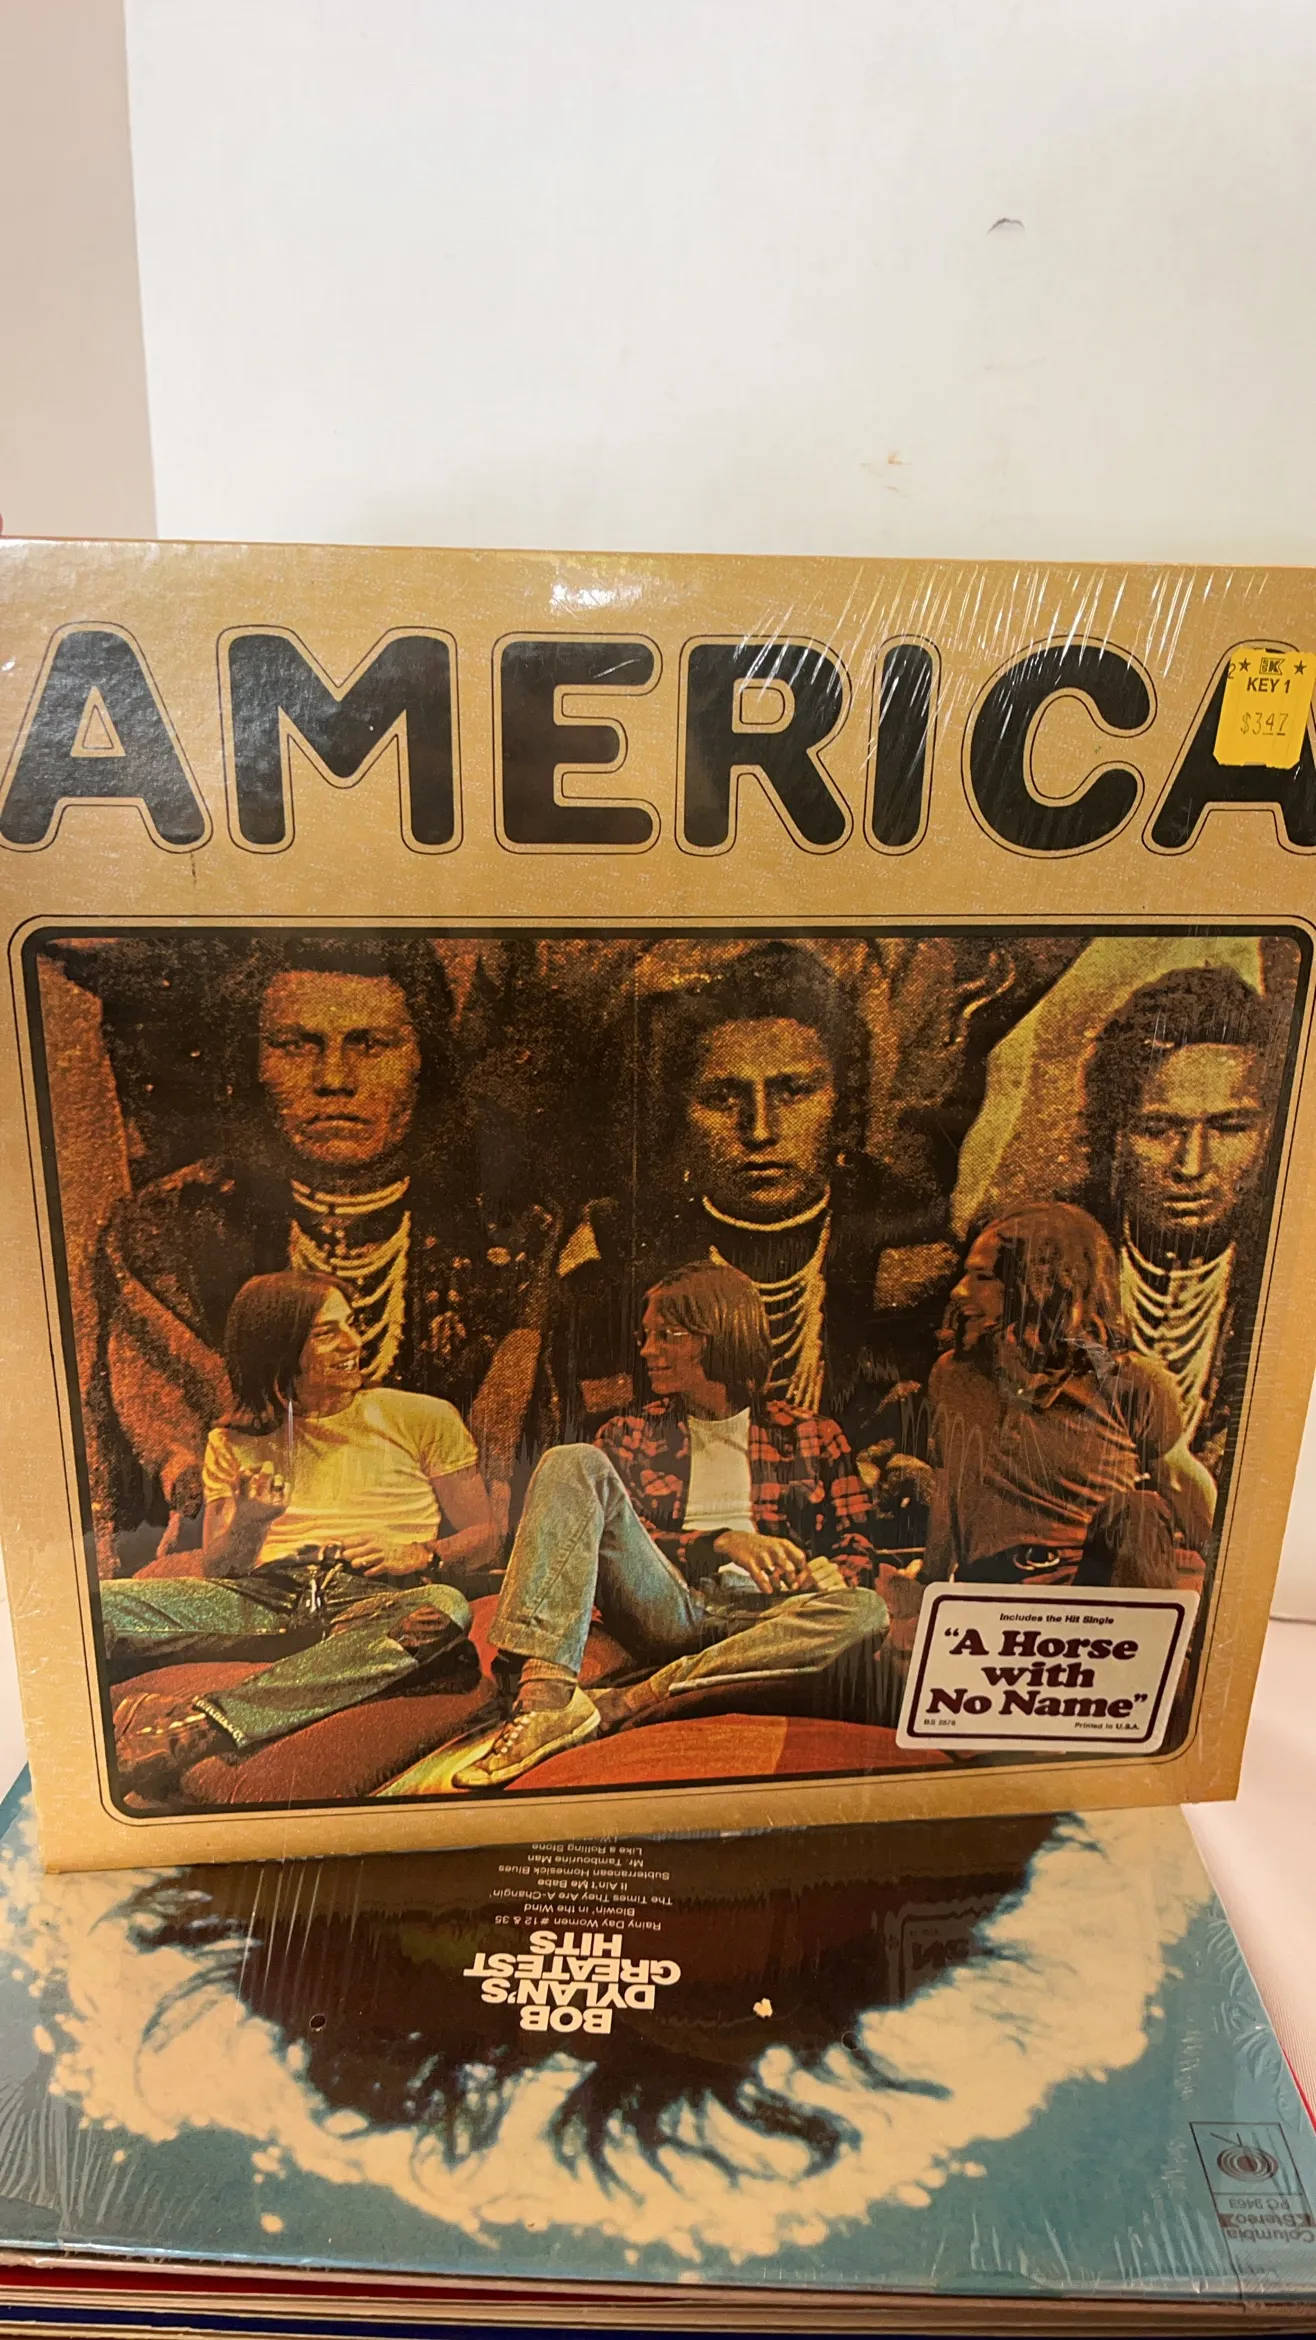 AMERICA
KEY 1
$3.47
Includes the Hit Single
“A Horse
with
No Name”
BS 2576
Printed in U.S.A.
BOB
DYLAN'S
GREATEST
HITS
Rainy Day Women # 12 & 35
Blowin' in the Wind
The Times They Are A-Changin'
It Ain't Me Babe
Subterranean Homesick Blues
Mr. Tambourine Man
Like a Rolling Stone
Columbia
Stereo
PC 9463